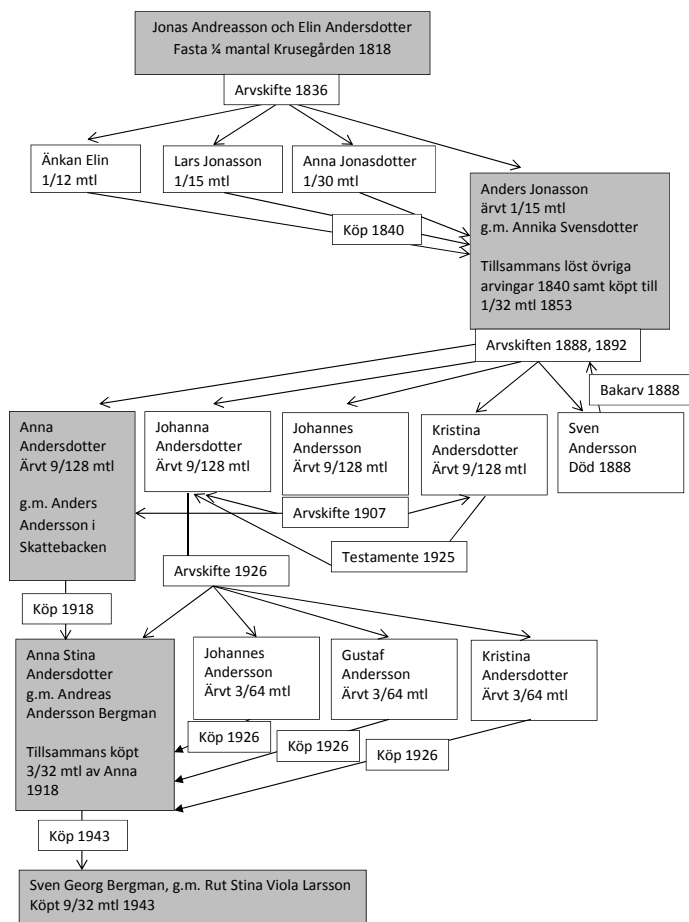 Jonas Andreasson och Elin Andersdotter
Fasta ¼ mantal Krusegården 1818
Arvskifte 1836
Änkan Elin
1/12 mtl
Lars Jonasson
1/15 mtl
Anna Jonasdotter
1/30 mtl
Anders Jonasson
ärvt 1/15 mtl
g.m. Annika Svensdotter
Tillsammans löst övriga
arvingar 1840 samt köpt till
1/32 mtl 1853
Köp 1840
Arvskiften 1888, 1892
Bakarv 1888
Anna
Andersdotter
Ärvt 9/128 mtl
g.m. Anders
Andersson i
Skattebacken
Johanna
Andersdotter
Ärvt 9/128 mtl
Johannes
Andersson
Ärvt 9/128 mtl
Kristina
Andersdotter
Ärvt 9/128 mtl
Sven
Andersson
Död 1888
Arvskifte 1907
Testamente 1925
Arvskifte 1926
Köp 1918
Anna Stina
Andersdotter
g.m. Andreas
Andersson Bergman
Tillsammans köpt
3/32 mtl av Anna
1918
Johannes
Andersson
Ärvt 3/64 mtl
Gustaf
Andersson
Ärvt 3/64 mtl
Kristina
Andersdotter
Ärvt 3/64 mtl
Köp 1926
Köp 1926
Köp 1926
Köp 1943
Sven Georg Bergman, g.m. Rut Stina Viola Larsson
Köpt 9/32 mtl 1943